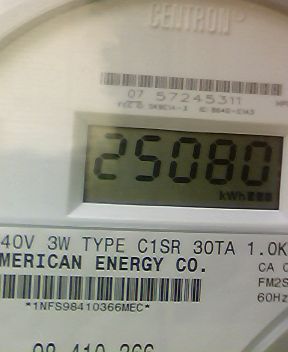 CENTRON
07 57245311
25080
kWh
40V 3W TYPE C1SR 30TA 1.0K
MERICAN ENERGY CO.
CA 0
FM2S
60Hz
*1NFS98410366MEC*